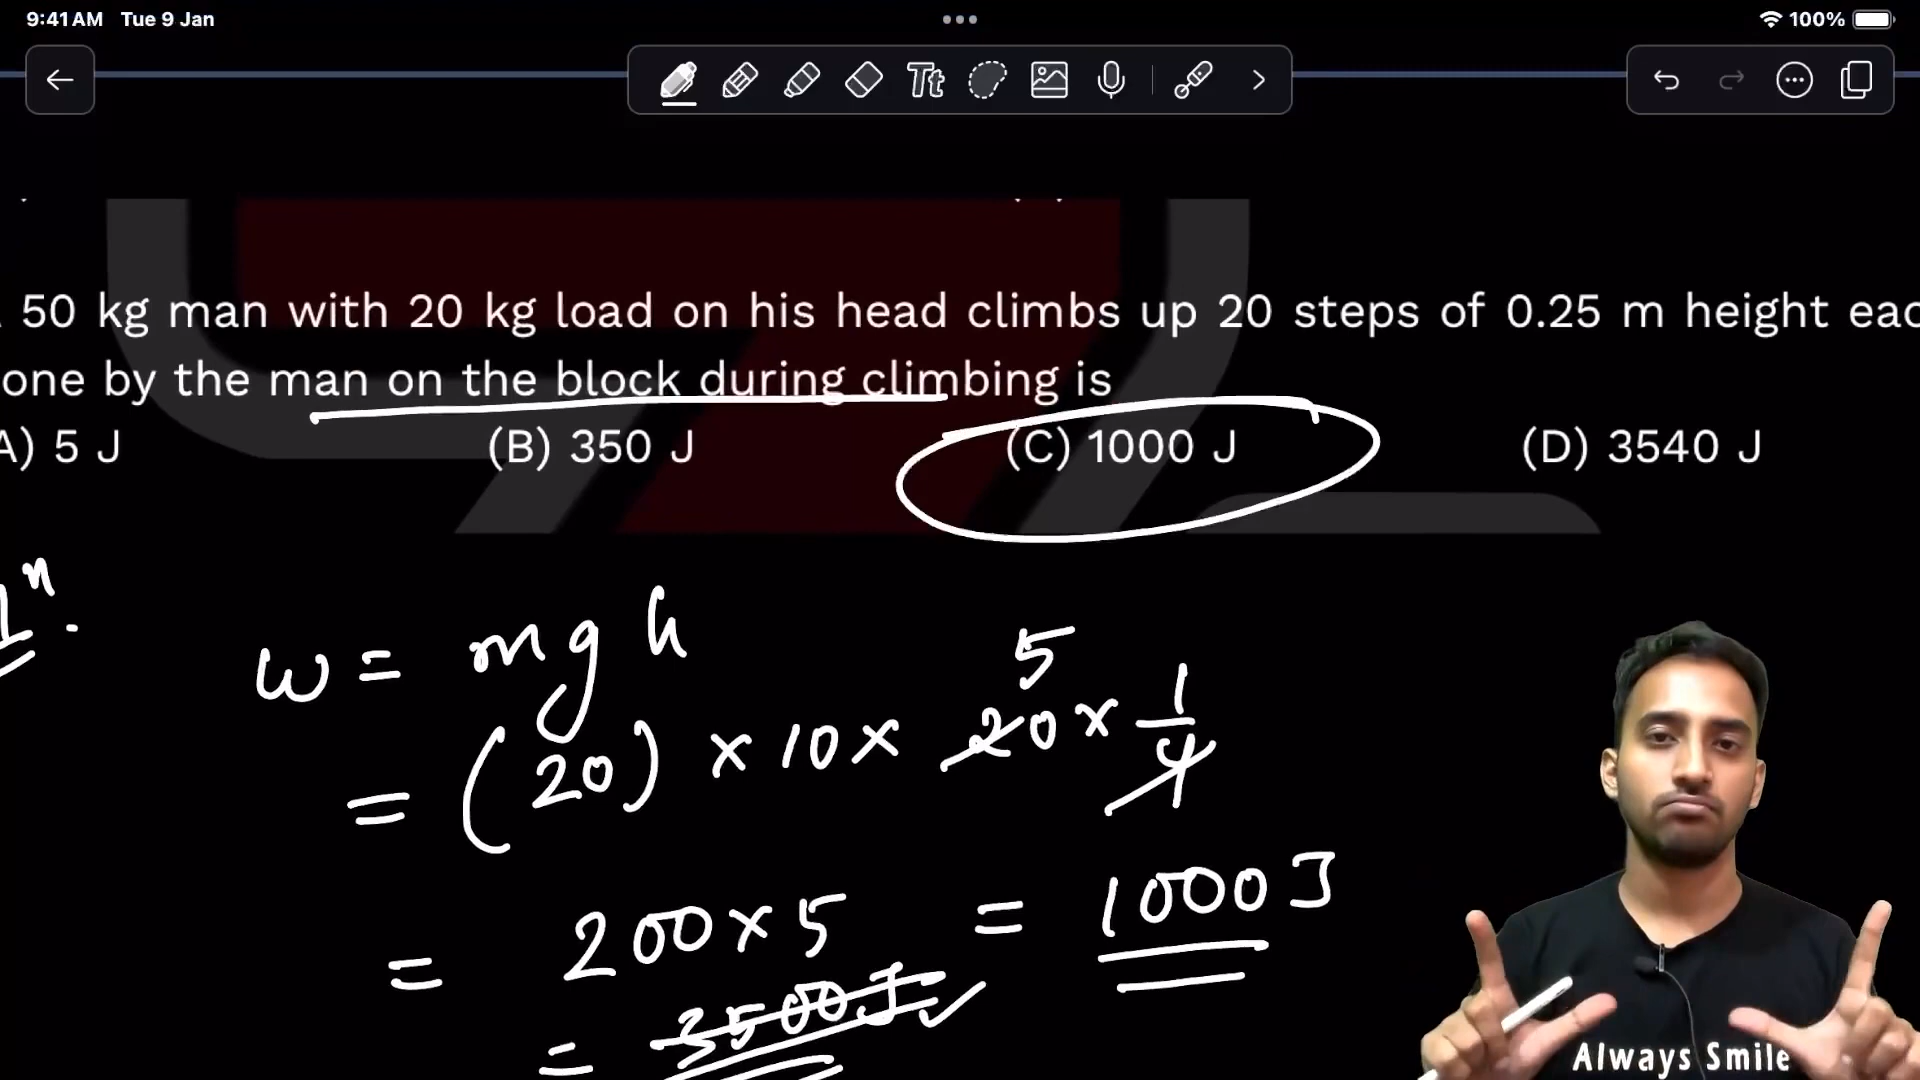 9:41 AM Tue 9 Jan
100%
Tt
50 kg man with 20 kg load on his head climbs up 20 steps of 0.25 m height eac
one by the man on the block during climbing is
A) 5 J (B) 350 J (C) 1000 J (D) 3540 J
W = mgh
= (20) × 10 × 20 × 1/4
5
= 200 × 5 = 1000 J
= 3500 J
Always Smile